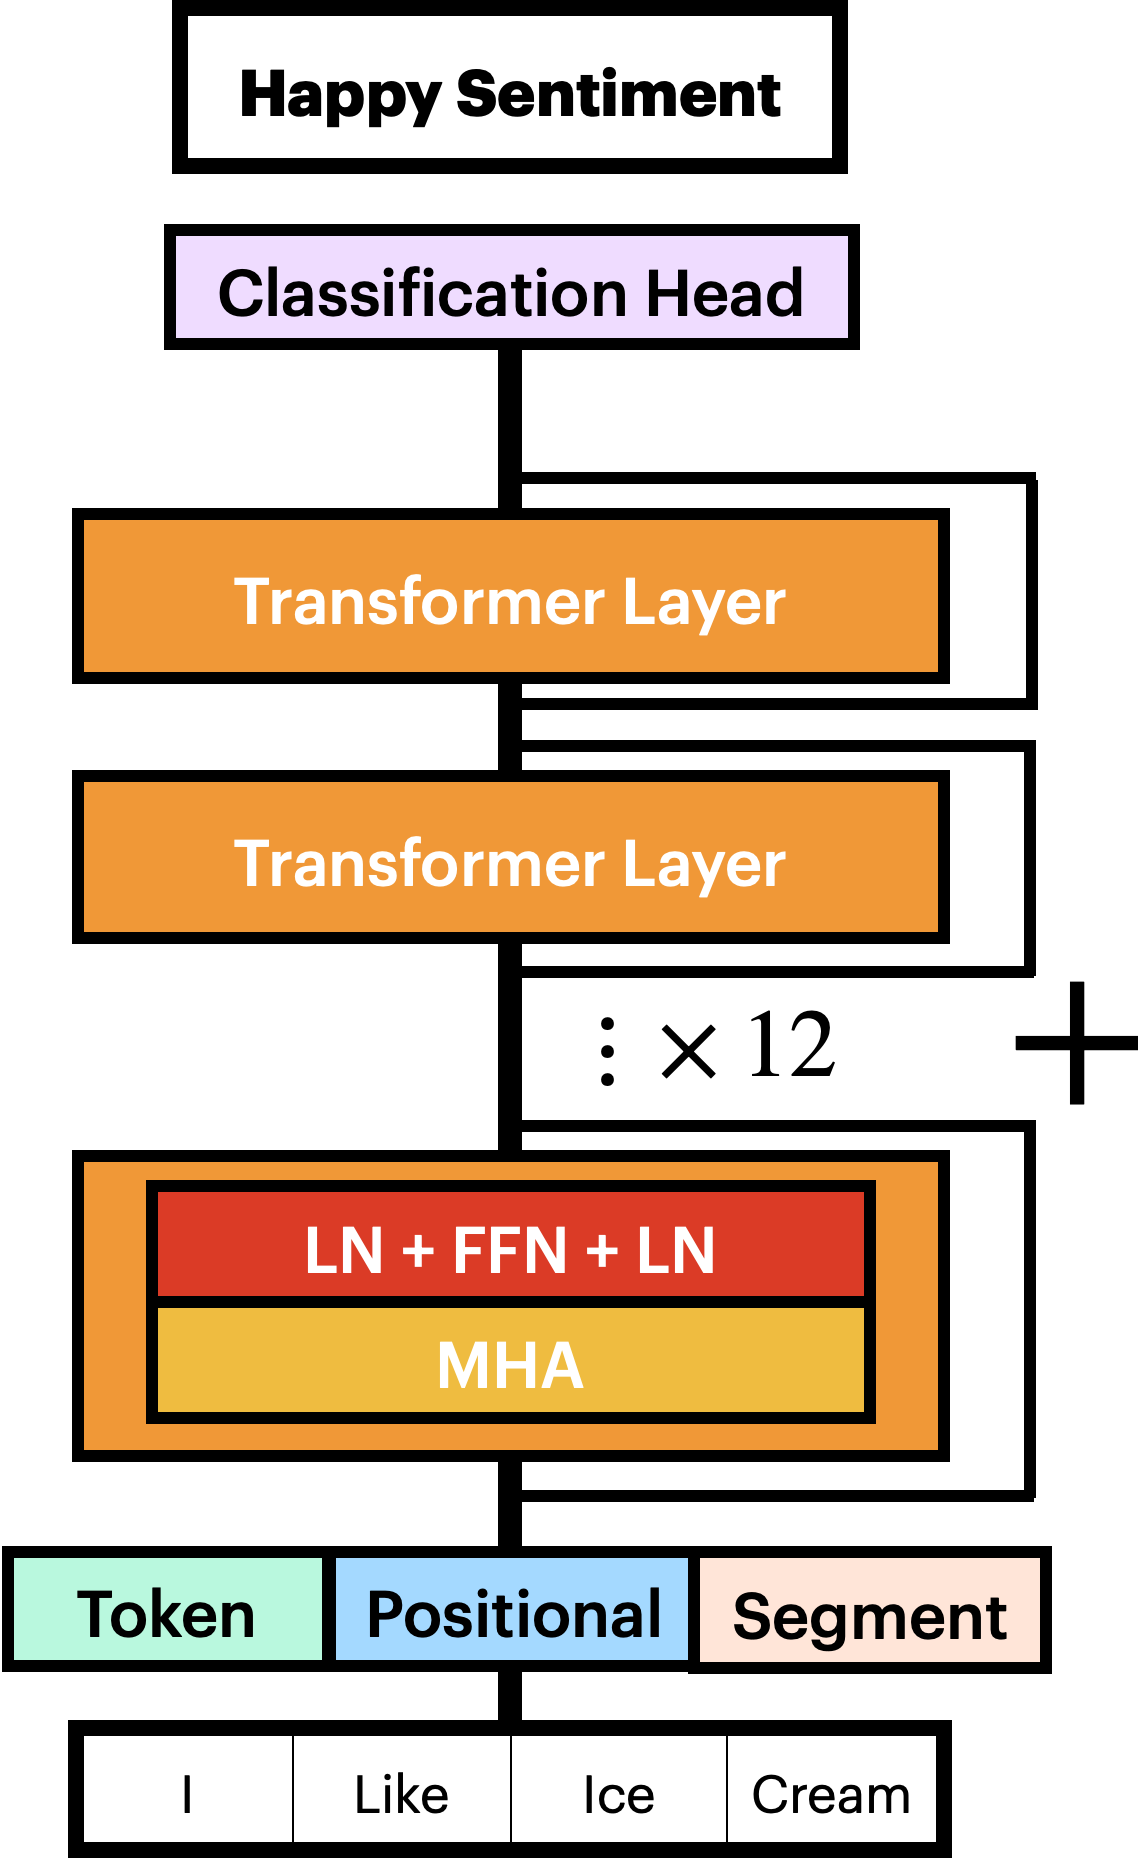 Happy Sentiment
Classification Head
Transformer Layer
Transformer Layer
⋮ × 12 +
LN + FFN + LN
MHA
Token Positional Segment
I Like Ice Cream